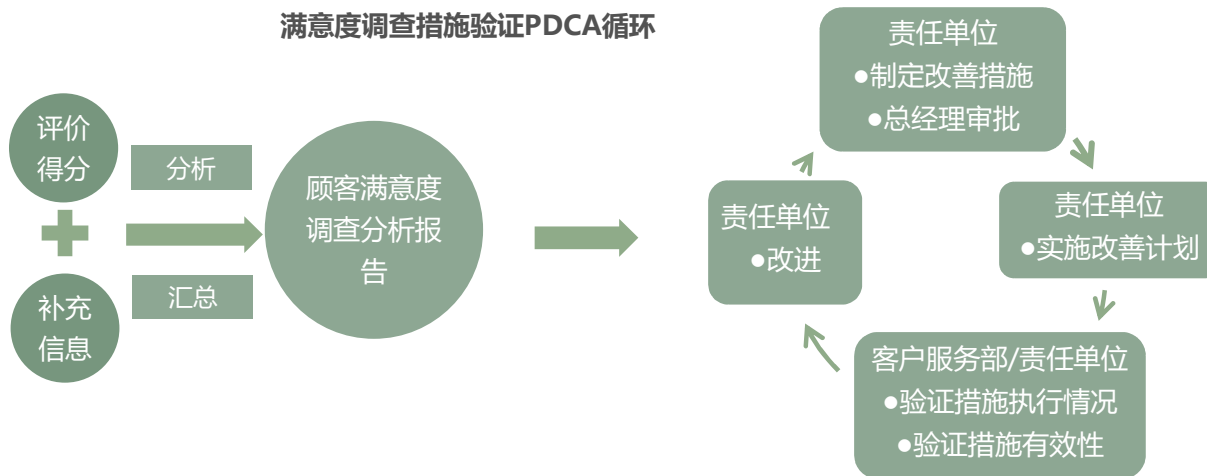 满意度调查措施验证PDCA循环
评价
得分
补充
信息
分析
汇总
顾客满意度
调查分析报
告
责任单位
●制定改善措施
●总经理审批
责任单位
●实施改善计划
客户服务部/责任单位
●验证措施执行情况
●验证措施有效性
责任单位
●改进